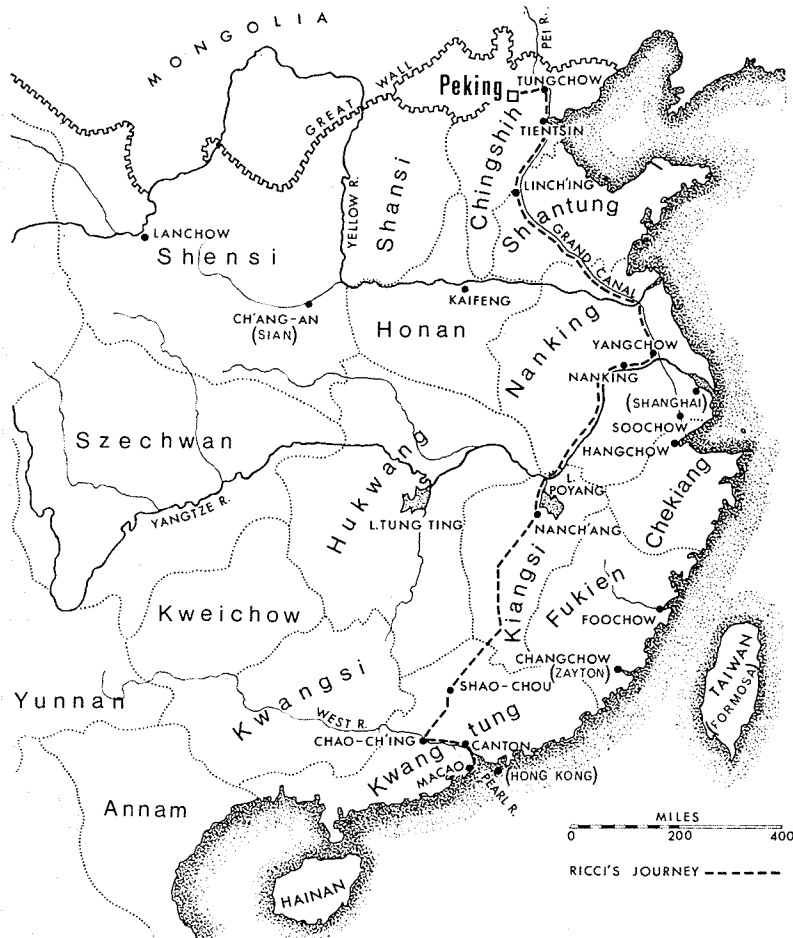 MONGOLIA
PEI R.
GREAT WALL
Peking
TUNGCHOW
TIENTSIN
Chingshih
LINCH'ING
Shansi
YELLOW R.
Shantung
GRAND CANAL
LANCHOW
Shensi
CH'ANG-AN
(SIAN)
KAIFENG
Honan
Nanking
YANGCHOW
NANKING
(SHANGHAI)
SOOCHOW
HANGCHOW
Szechwan
Hukwang
YANGTZE R.
L. TUNG TING
L.
POYANG
NANCH'ANG
Chekiang
Kiangsi
Fukien
Kweichow
FOOCHOW
CHANGCHOW
(ZAYTON)
TAIWAN
(FORMOSA)
Yunnan
Kwangsi
SHAO-CHOU
WEST R.
CHAO-CH'ING
Kwangtung
CANTON
MACAO
PEARL R.
(HONG KONG)
Annam
HAINAN
MILES
0 200 400
RICCI'S JOURNEY